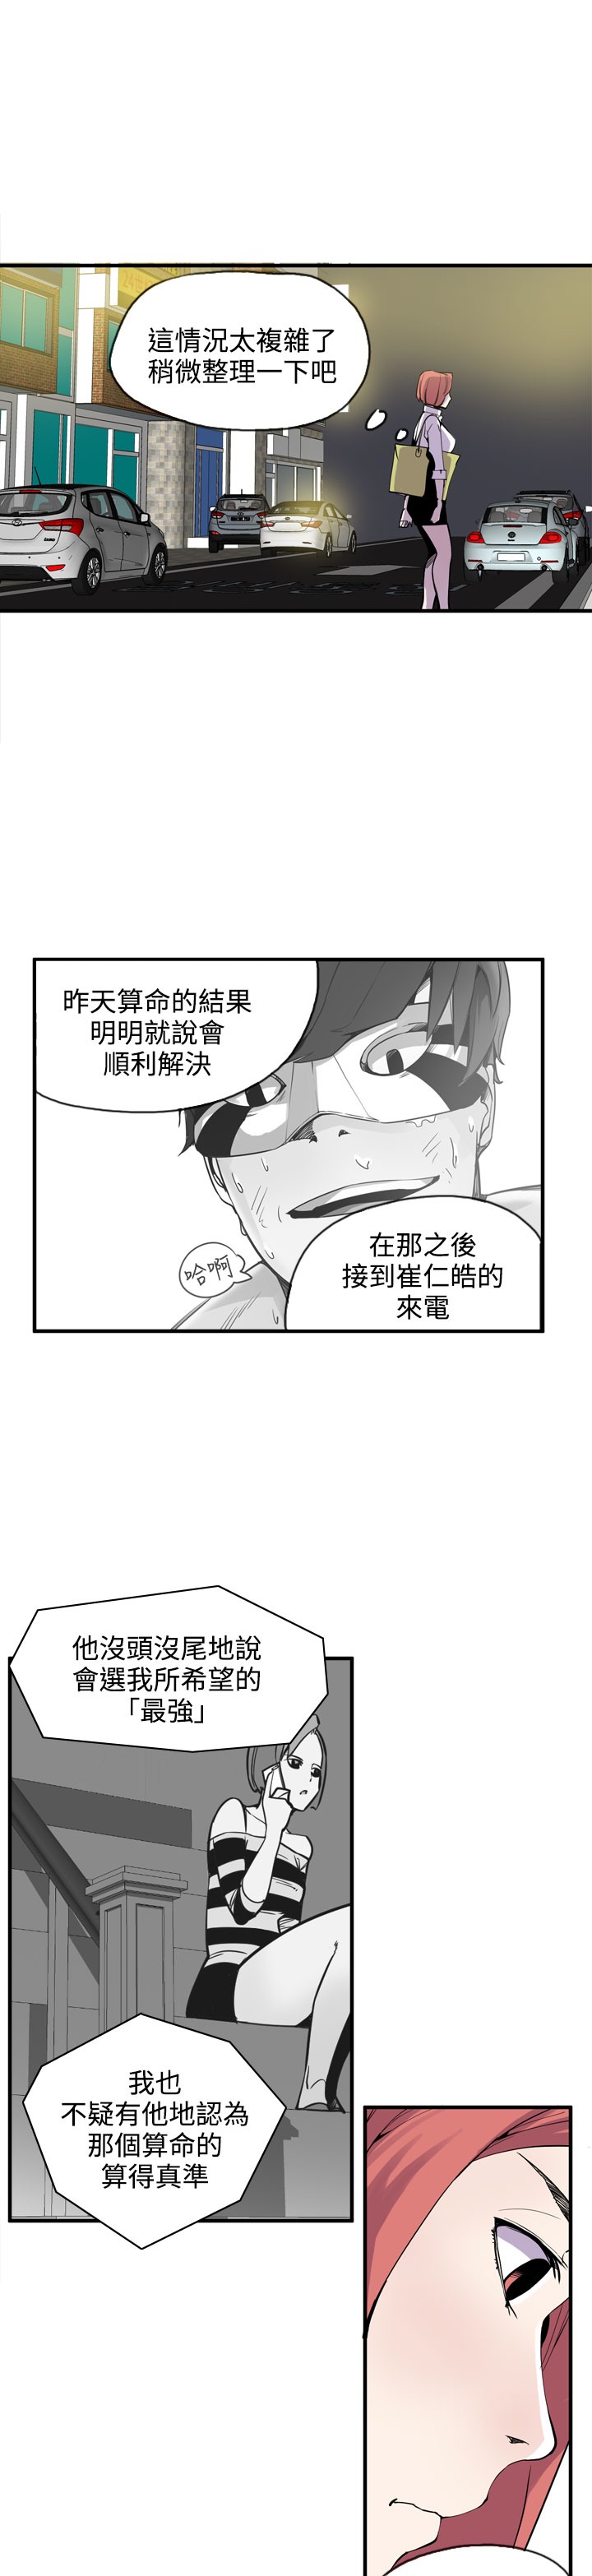 這情況太複雜了
稍微整理一下吧
昨天算命的結果
明明就說會
順利解決
哈啊
在那之後
接到崔仁皓的
來電
他沒頭沒尾地說
會選我所希望的
「最強」
我也
不疑有他地認為
那個算命的
算得真準